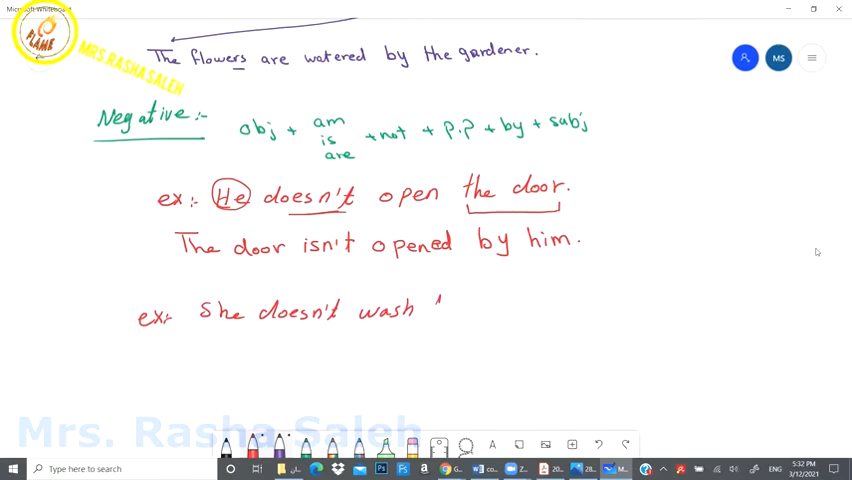 Microsoft Whiteboard
FLAME
MRS.RASHA SALEH
The flowers are watered by the gardener.
MS
Negative:-
obj + am is are + not + p.p + by + subj
ex:- He doesn't open the door.
The door isn't opened by him.
ex:- She doesn't wash
Mrs. Rasha Saleh
Type here to search
ENG
5:32 PM
3/12/2021